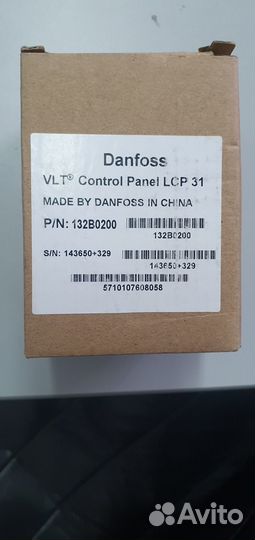 Danfoss
VLT® Control Panel LCP 31
MADE BY DANFOSS IN CHINA
P/N: 132B0200
132B0200
S/N: 143650+329
143650+329
5710107608058
Avito